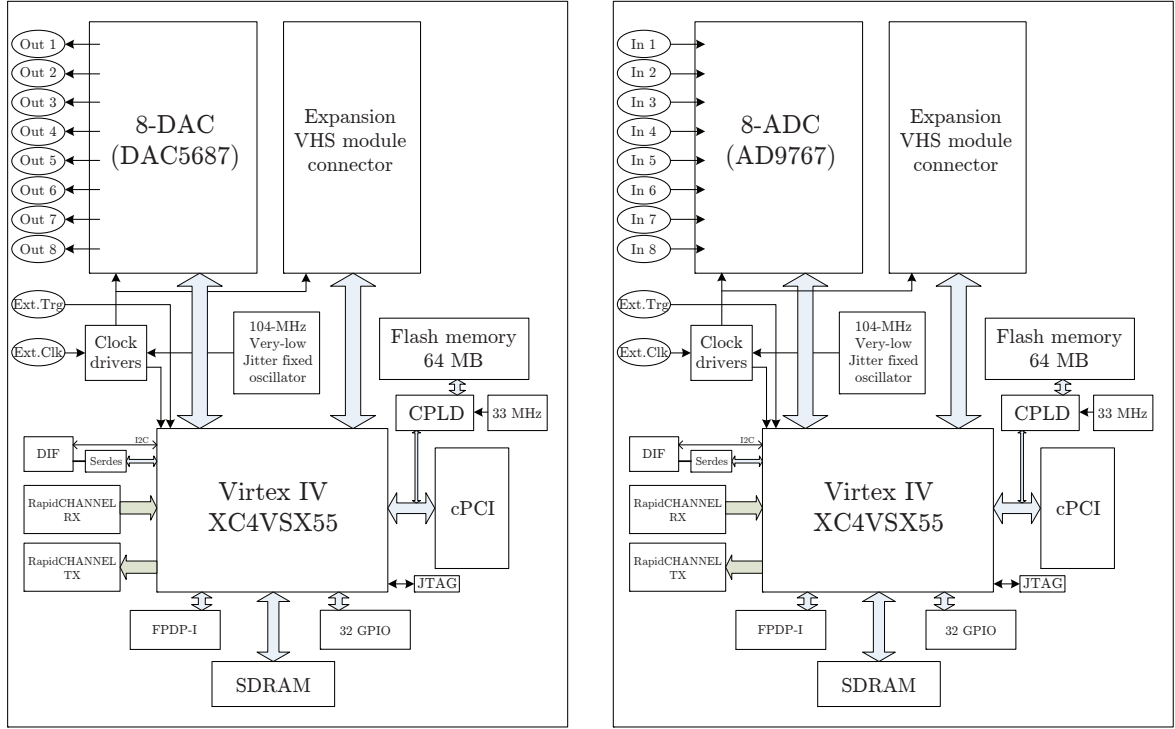 Out 1
Out 2
Out 3
Out 4
Out 5
Out 6
Out 7
Out 8
8-DAC
(DAC5687)
Expansion
VHS module
connector
Ext.Trg
Ext.Clk
Clock
drivers
104-MHz
Very-low
Jitter fixed
oscillator
Flash memory
64 MB
CPLD
33 MHz
DIF
I2C
Serdes
RapidCHANNEL
RX
RapidCHANNEL
TX
Virtex IV
XC4VSX55
cPCI
JTAG
FPDP-I
32 GPIO
SDRAM
In 1
In 2
In 3
In 4
In 5
In 6
In 7
In 8
8-ADC
(AD9767)
Expansion
VHS module
connector
Ext.Trg
Ext.Clk
Clock
drivers
104-MHz
Very-low
Jitter fixed
oscillator
Flash memory
64 MB
CPLD
33 MHz
DIF
I2C
Serdes
RapidCHANNEL
RX
RapidCHANNEL
TX
Virtex IV
XC4VSX55
cPCI
JTAG
FPDP-I
32 GPIO
SDRAM